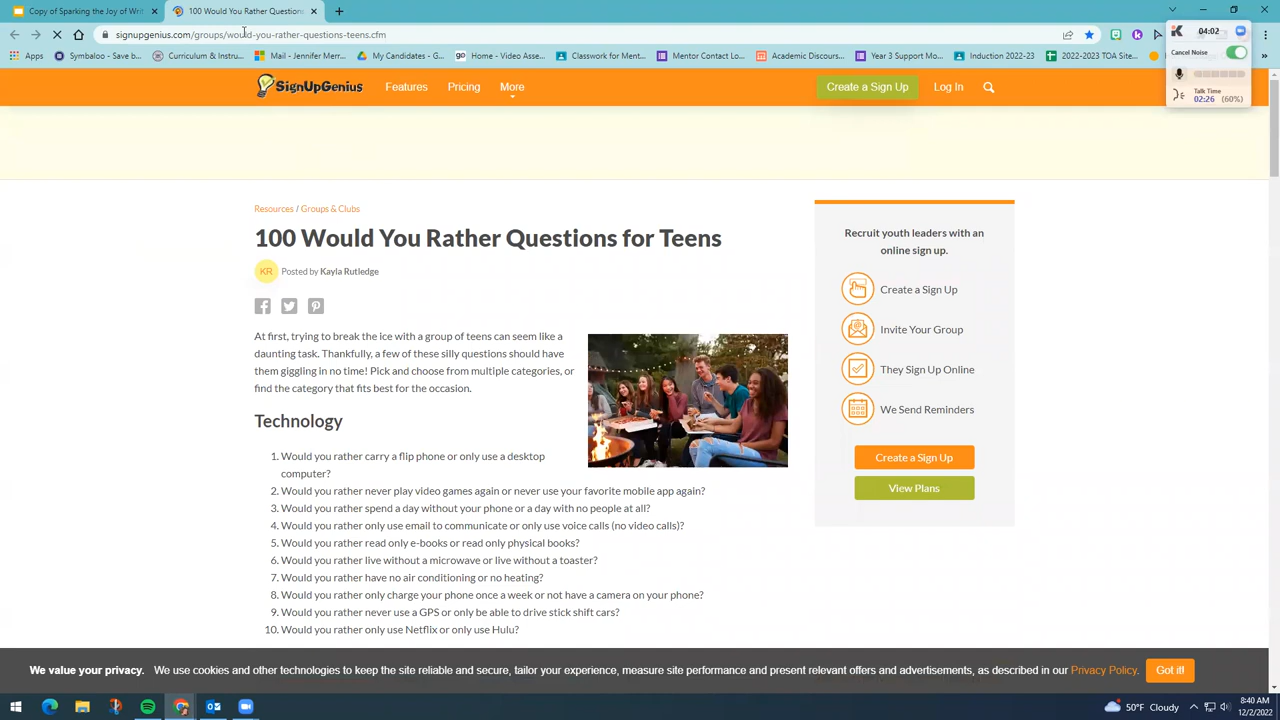 Copy of Sparking the Joy of Writ
100 Would You Rather Questions
signupgenius.com/groups/would-you-rather-questions-teens.cfm
Apps
Symbaloo - Save bo...
Curriculum & Instru...
Mail - Jennifer Merr...
My Candidates - G...
Home - Video Asse...
Classwork for Ment...
Mentor Contact Lo...
Academic Discours...
Year 3 Support Mo...
Induction 2022-23
2022-2023 TOA Site...
04:02
Cancel Noise
Talk Time
02:26 (60%)
SignUpGenius
Features
Pricing
More
Create a Sign Up
Log In
Resources / Groups & Clubs
100 Would You Rather Questions for Teens
KR
Posted by Kayla Rutledge
At first, trying to break the ice with a group of teens can seem like a
daunting task. Thankfully, a few of these silly questions should have
them giggling in no time! Pick and choose from multiple categories, or
find the category that fits best for the occasion.
Technology
1. Would you rather carry a flip phone or only use a desktop
computer?
2. Would you rather never play video games again or never use your favorite mobile app again?
3. Would you rather spend a day without your phone or a day with no people at all?
4. Would you rather only use email to communicate or only use voice calls (no video calls)?
5. Would you rather read only e-books or read only physical books?
6. Would you rather live without a microwave or live without a toaster?
7. Would you rather have no air conditioning or no heating?
8. Would you rather only charge your phone once a week or not have a camera on your phone?
9. Would you rather never use a GPS or only be able to drive stick shift cars?
10. Would you rather only use Netflix or only use Hulu?
Recruit youth leaders with an
online sign up.
Create a Sign Up
Invite Your Group
They Sign Up Online
We Send Reminders
Create a Sign Up
View Plans
We value your privacy. We use cookies and other technologies to keep the site reliable and secure, tailor your experience, measure site performance and present relevant offers and advertisements, as described in our Privacy Policy.
Got it!
50°F Cloudy
8:40 AM
12/2/2022